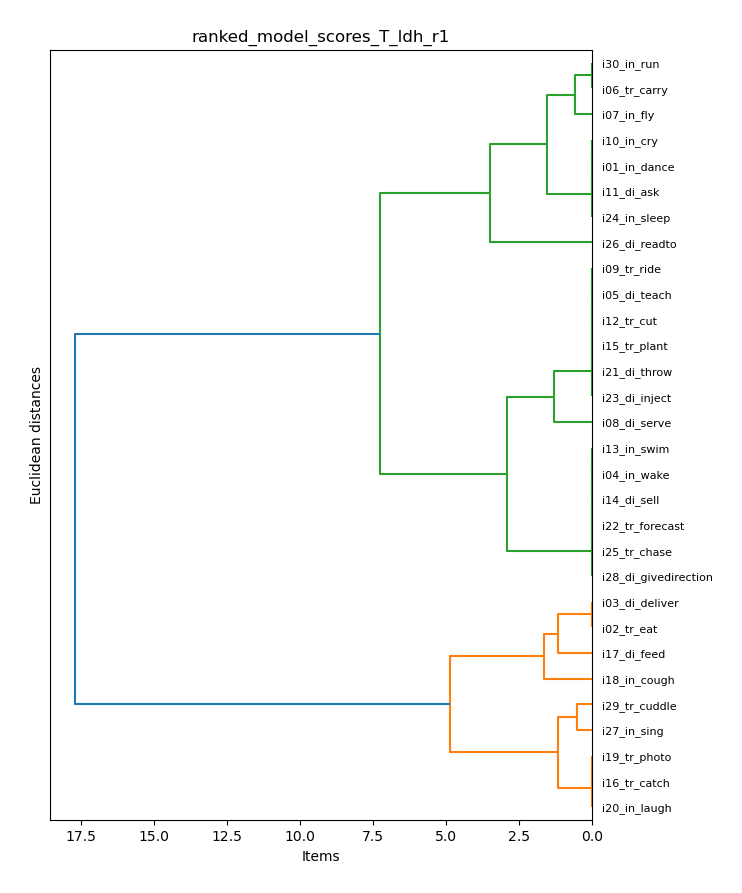 ranked_model_scores_T_ldh_r1
i30_in_run
i06_tr_carry
i07_in_fly
i10_in_cry
i01_in_dance
i11_di_ask
i24_in_sleep
i26_di_readto
i09_tr_ride
i05_di_teach
i12_tr_cut
i15_tr_plant
i21_di_throw
i23_di_inject
i08_di_serve
i13_in_swim
i04_in_wake
i14_di_sell
i22_tr_forecast
i25_tr_chase
i28_di_givedirection
i03_di_deliver
i02_tr_eat
i17_di_feed
i18_in_cough
i29_tr_cuddle
i27_in_sing
i19_tr_photo
i16_tr_catch
i20_in_laugh
Euclidean distances
17.5 15.0 12.5 10.0 7.5 5.0 2.5 0.0
Items